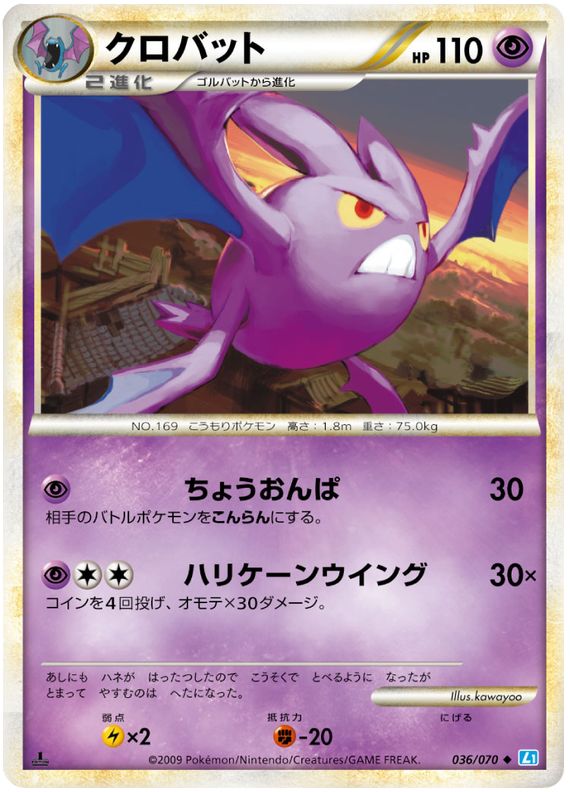 クロバット HP 110
2進化 ゴルバットから進化
NO.169 こうもりポケモン 高さ：1.8m 重さ：75.0kg
ちょうおんぱ 30
相手のバトルポケモンをこんらんにする。
ハリケーンウイング 30×
コインを4回投げ、オモテ×30ダメージ。
あしにも ハネが はったつしたので こうそくで とべるように なったが
とまって やすむのは へたになった。
Illus.kawayoo
弱点 抵抗力 にげる
×2 -20
1 EDITION ©2009 Pokémon/Nintendo/Creatures/GAME FREAK. 036/070 ◆ L1